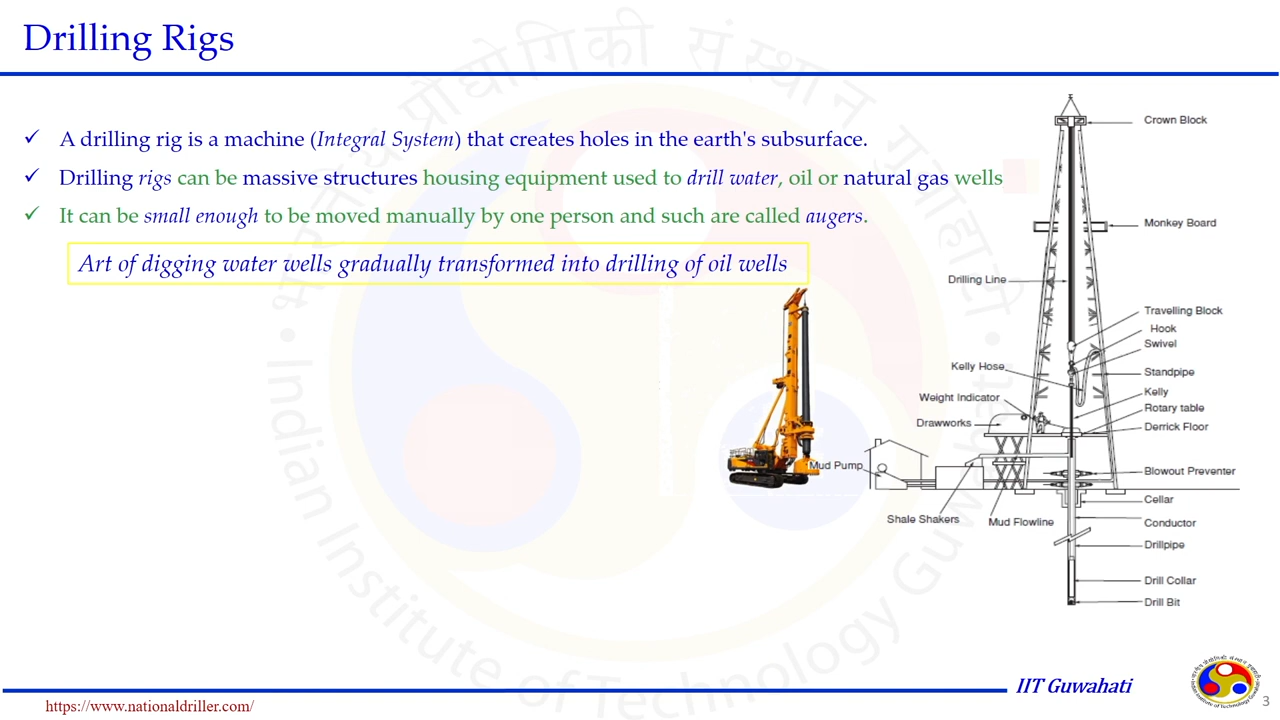 Drilling Rigs
✓ A drilling rig is a machine (Integral System) that creates holes in the earth's subsurface.
✓ Drilling rigs can be massive structures housing equipment used to drill water, oil or natural gas wells
✓ It can be small enough to be moved manually by one person and such are called augers.
Art of digging water wells gradually transformed into drilling of oil wells
Crown Block
Monkey Board
Drilling Line
Travelling Block
Hook
Swivel
Kelly Hose
Standpipe
Kelly
Weight Indicator
Rotary table
Drawworks
Derrick Floor
Mud Pump
Blowout Preventer
Cellar
Shale Shakers
Mud Flowline
Conductor
Drillpipe
Drill Collar
Drill Bit
Indian Institute of Technology Guwahati
IIT Guwahati
https://www.nationaldriller.com/
3